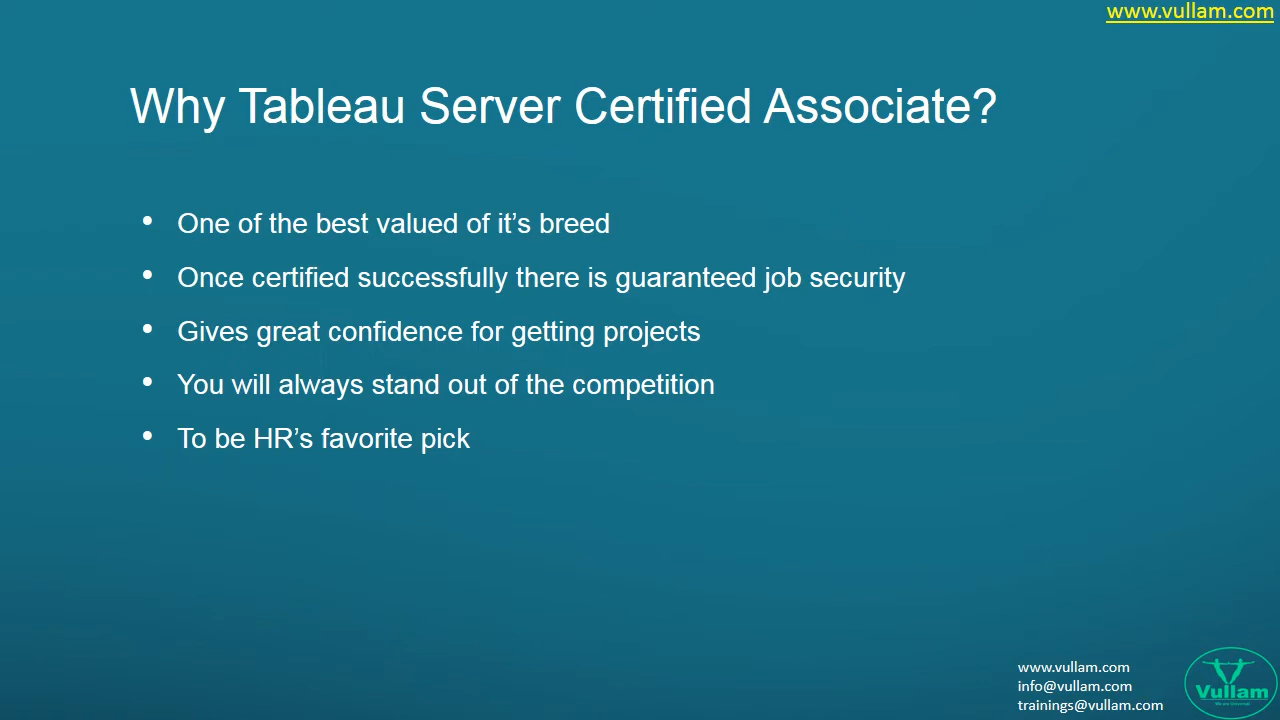 www.vullam.com
Why Tableau Server Certified Associate?
• One of the best valued of it’s breed
• Once certified successfully there is guaranteed job security
• Gives great confidence for getting projects
• You will always stand out of the competition
• To be HR’s favorite pick
www.vullam.com
info@vullam.com
trainings@vullam.com
Vullam